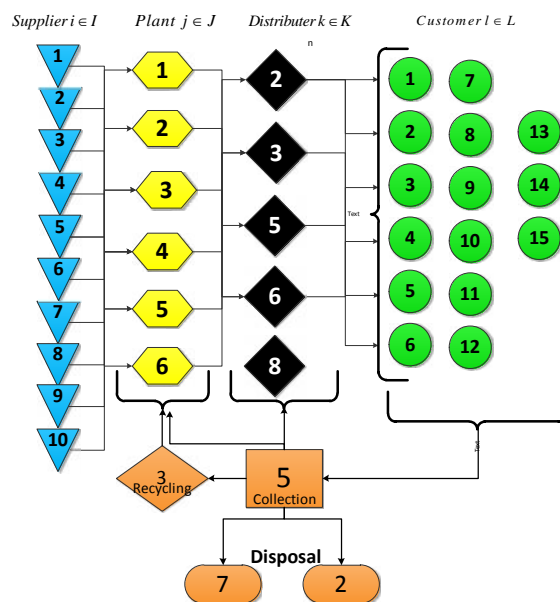 Supplier i ∈ I Plant j ∈ J Distributer k ∈ K Customer l ∈ L
n
1 1 2 1 7
2 2 3 2 8 13
3 3 5 3 9 14
Text
4 4 6 4 10 15
5 5 8 5 11
6 6 6 12
7
8
9
10
3
Recycling
5
Collection
Text
Disposal
7 2